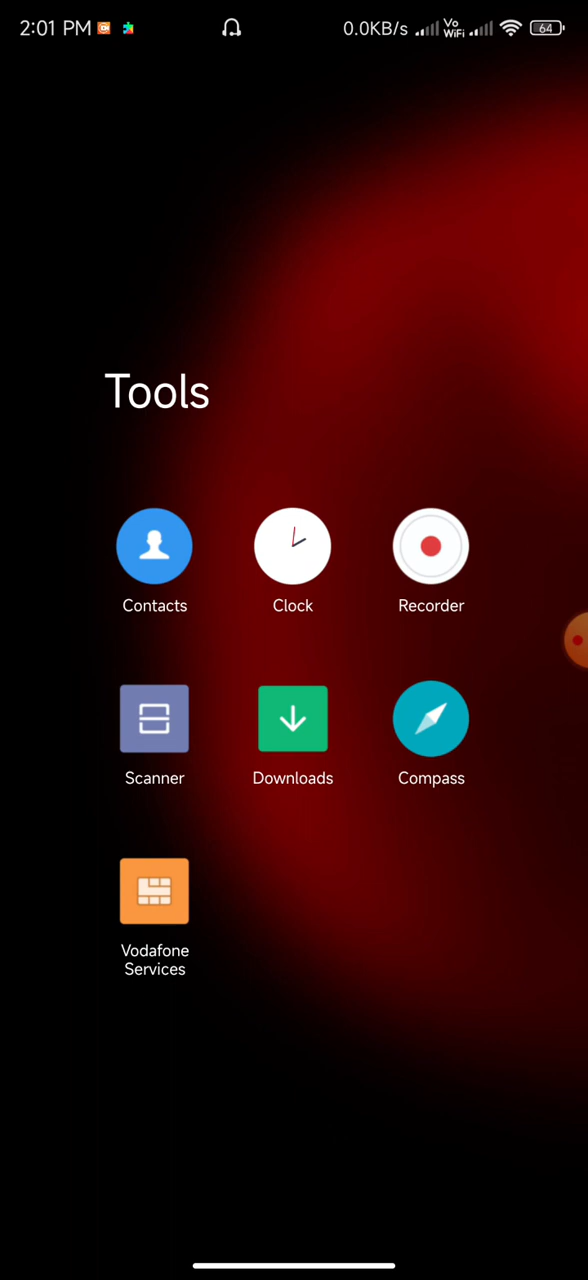 2:01 PM 0.0KB/s Vo WiFi 64
Tools
Contacts Clock Recorder
Scanner Downloads Compass
Vodafone
Services